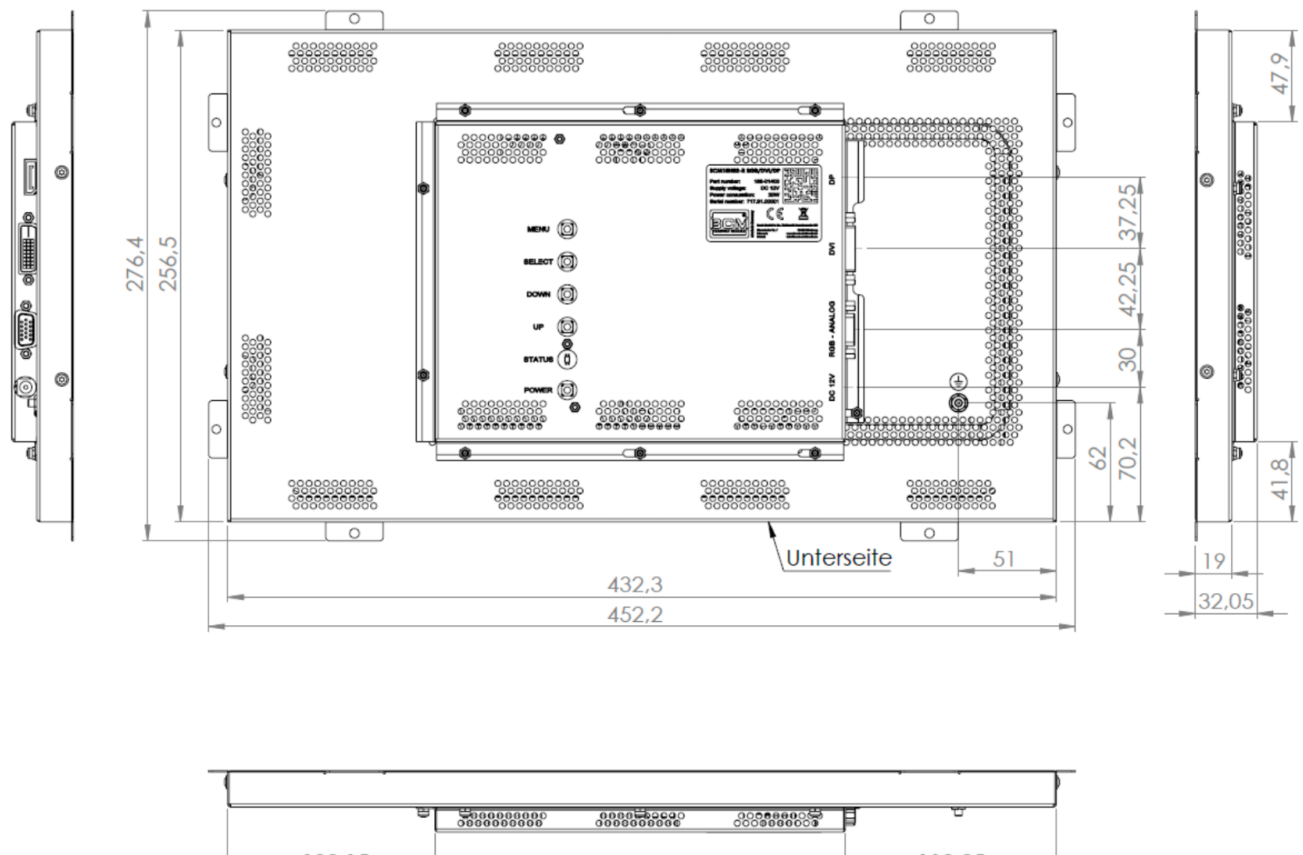 47,9
BCM
Part number:
Supply voltage: DC 12V
Power consumtion:
Serial number:
DP
MENU
SELECT
DOWN
UP
STATUS
POWER
DVI
RGB - ANALOG
DC 12V
276,4
256,5
37,25
42,25
30
62
70,2
41,8
Unterseite
51
19
432,3
32,05
452,2